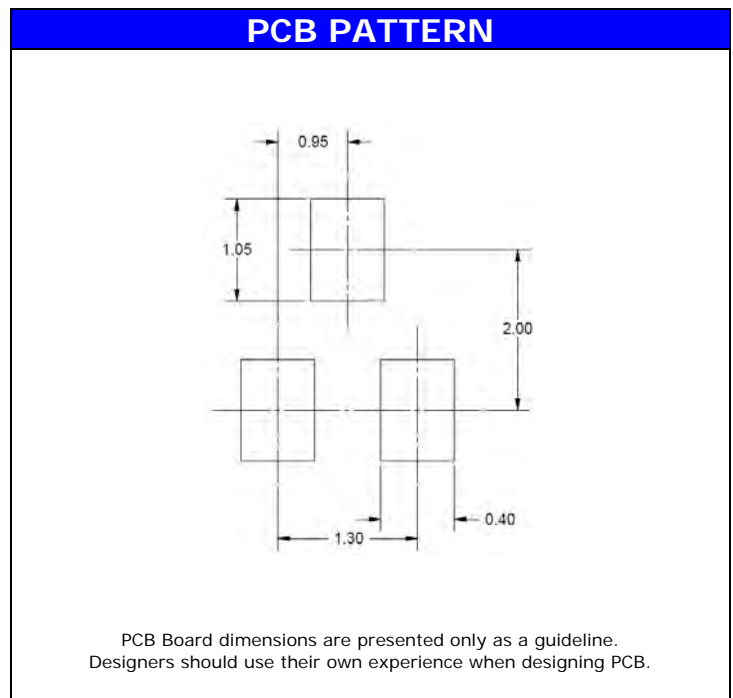 PCB PATTERN
0.95
1.05
2.00
0.40
1.30
PCB Board dimensions are presented only as a guideline.
Designers should use their own experience when designing PCB.